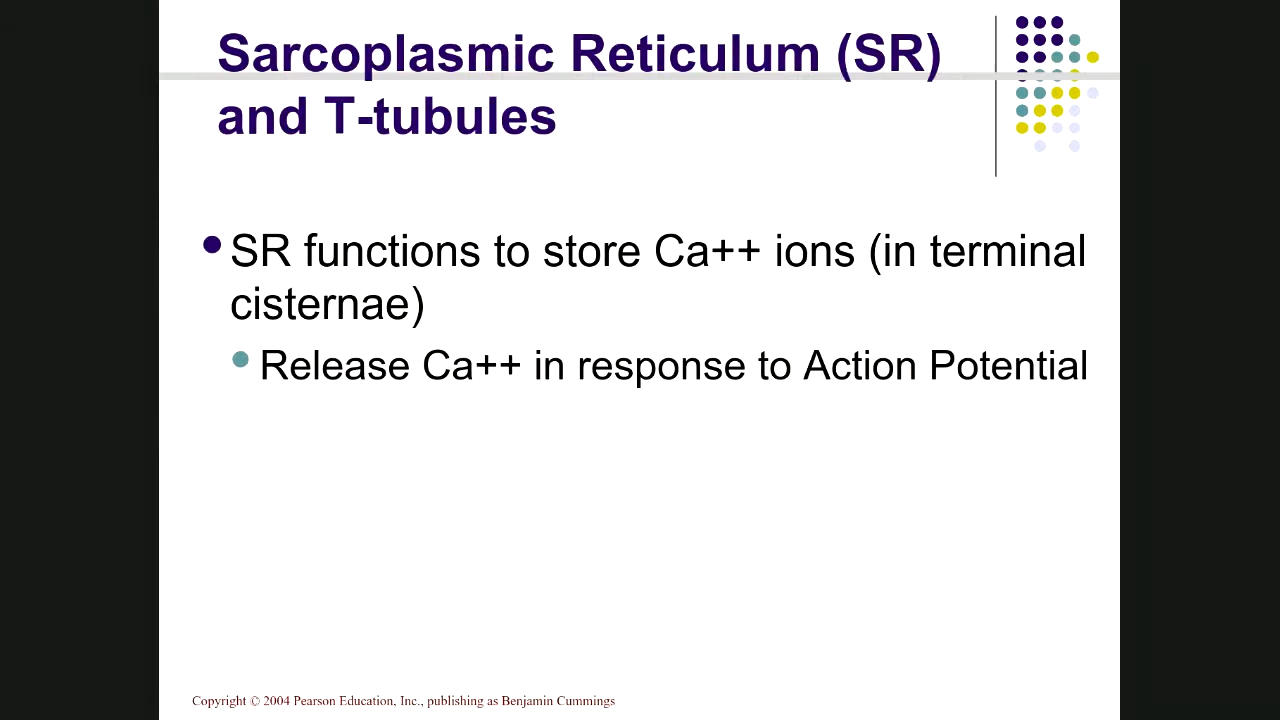 Sarcoplasmic Reticulum (SR)
and T-tubules
SR functions to store Ca++ ions (in terminal
cisternae)
Release Ca++ in response to Action Potential
Copyright © 2004 Pearson Education, Inc., publishing as Benjamin Cummings